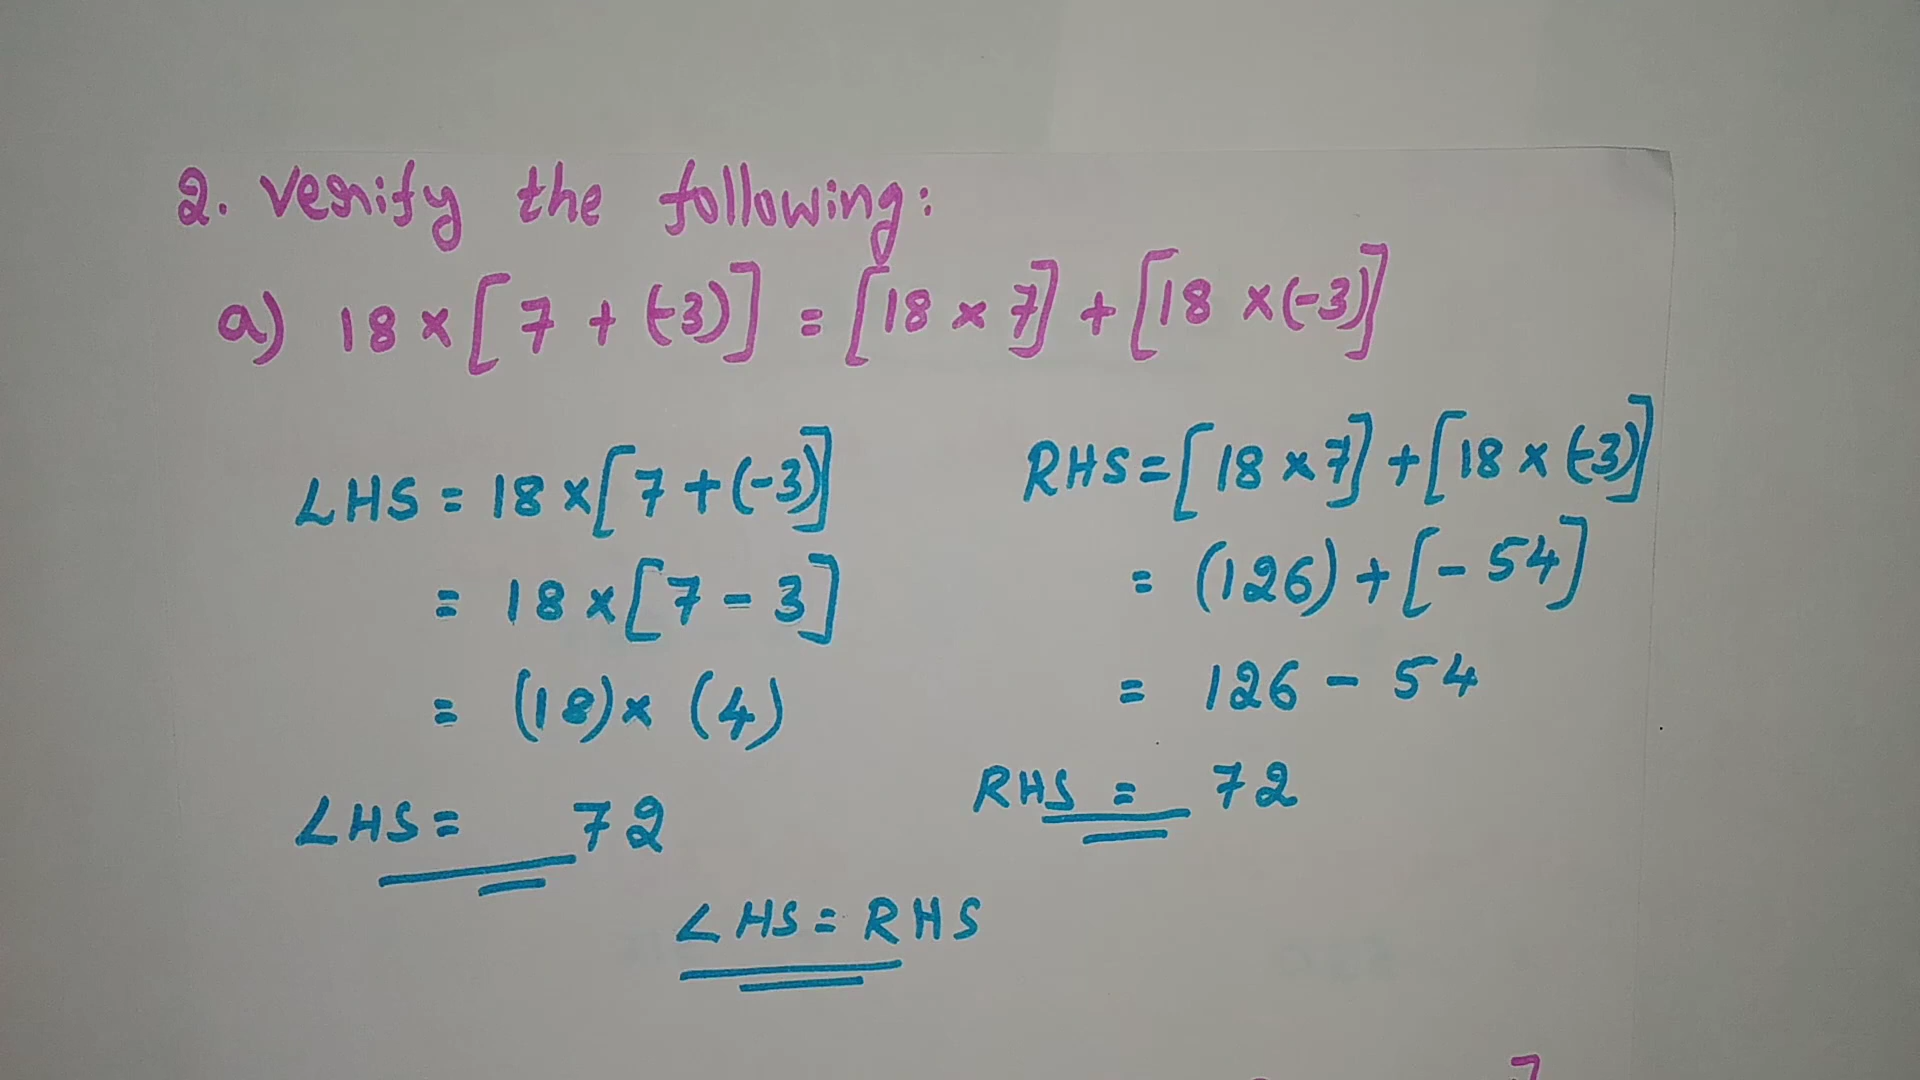 2. Verify the following:
a) 18 × [7 + (-3)] = [18 × 7] + [18 × (-3)]
LHS = 18 × [7 + (-3)]
= 18 × [7 - 3]
= (18) × (4)
LHS = 72
RHS = [18 × 7] + [18 × (-3)]
= (126) + [- 54]
= 126 - 54
RHS = 72
LHS = RHS